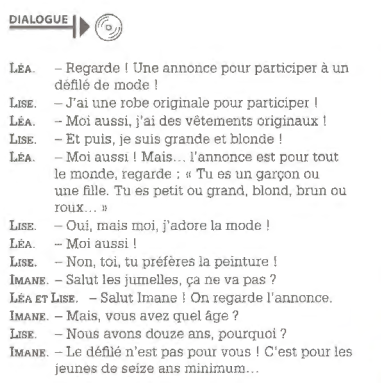 DIALOGUE
LÉA. – Regarde ! Une annonce pour participer à un
défilé de mode !
LISE. – J'ai une robe originale pour participer !
LÉA. – Moi aussi, j'ai des vêtements originaux !
LISE. – Et puis, je suis grande et blonde !
LÉA. – Moi aussi ! Mais... l'annonce est pour tout
le monde, regarde : « Tu es un garçon ou
une fille. Tu es petit ou grand, blond, brun ou
roux... »
LISE. – Oui, mais moi, j'adore la mode !
LÉA. – Moi aussi !
LISE. – Non, toi, tu préfères la peinture !
IMANE. – Salut les jumelles, ça ne va pas ?
LÉA ET LISE. – Salut Imane ! On regarde l'annonce.
IMANE. – Mais, vous avez quel âge ?
LISE. – Nous avons douze ans, pourquoi ?
IMANE. – Le défilé n'est pas pour vous ! C'est pour les
jeunes de seize ans minimum...